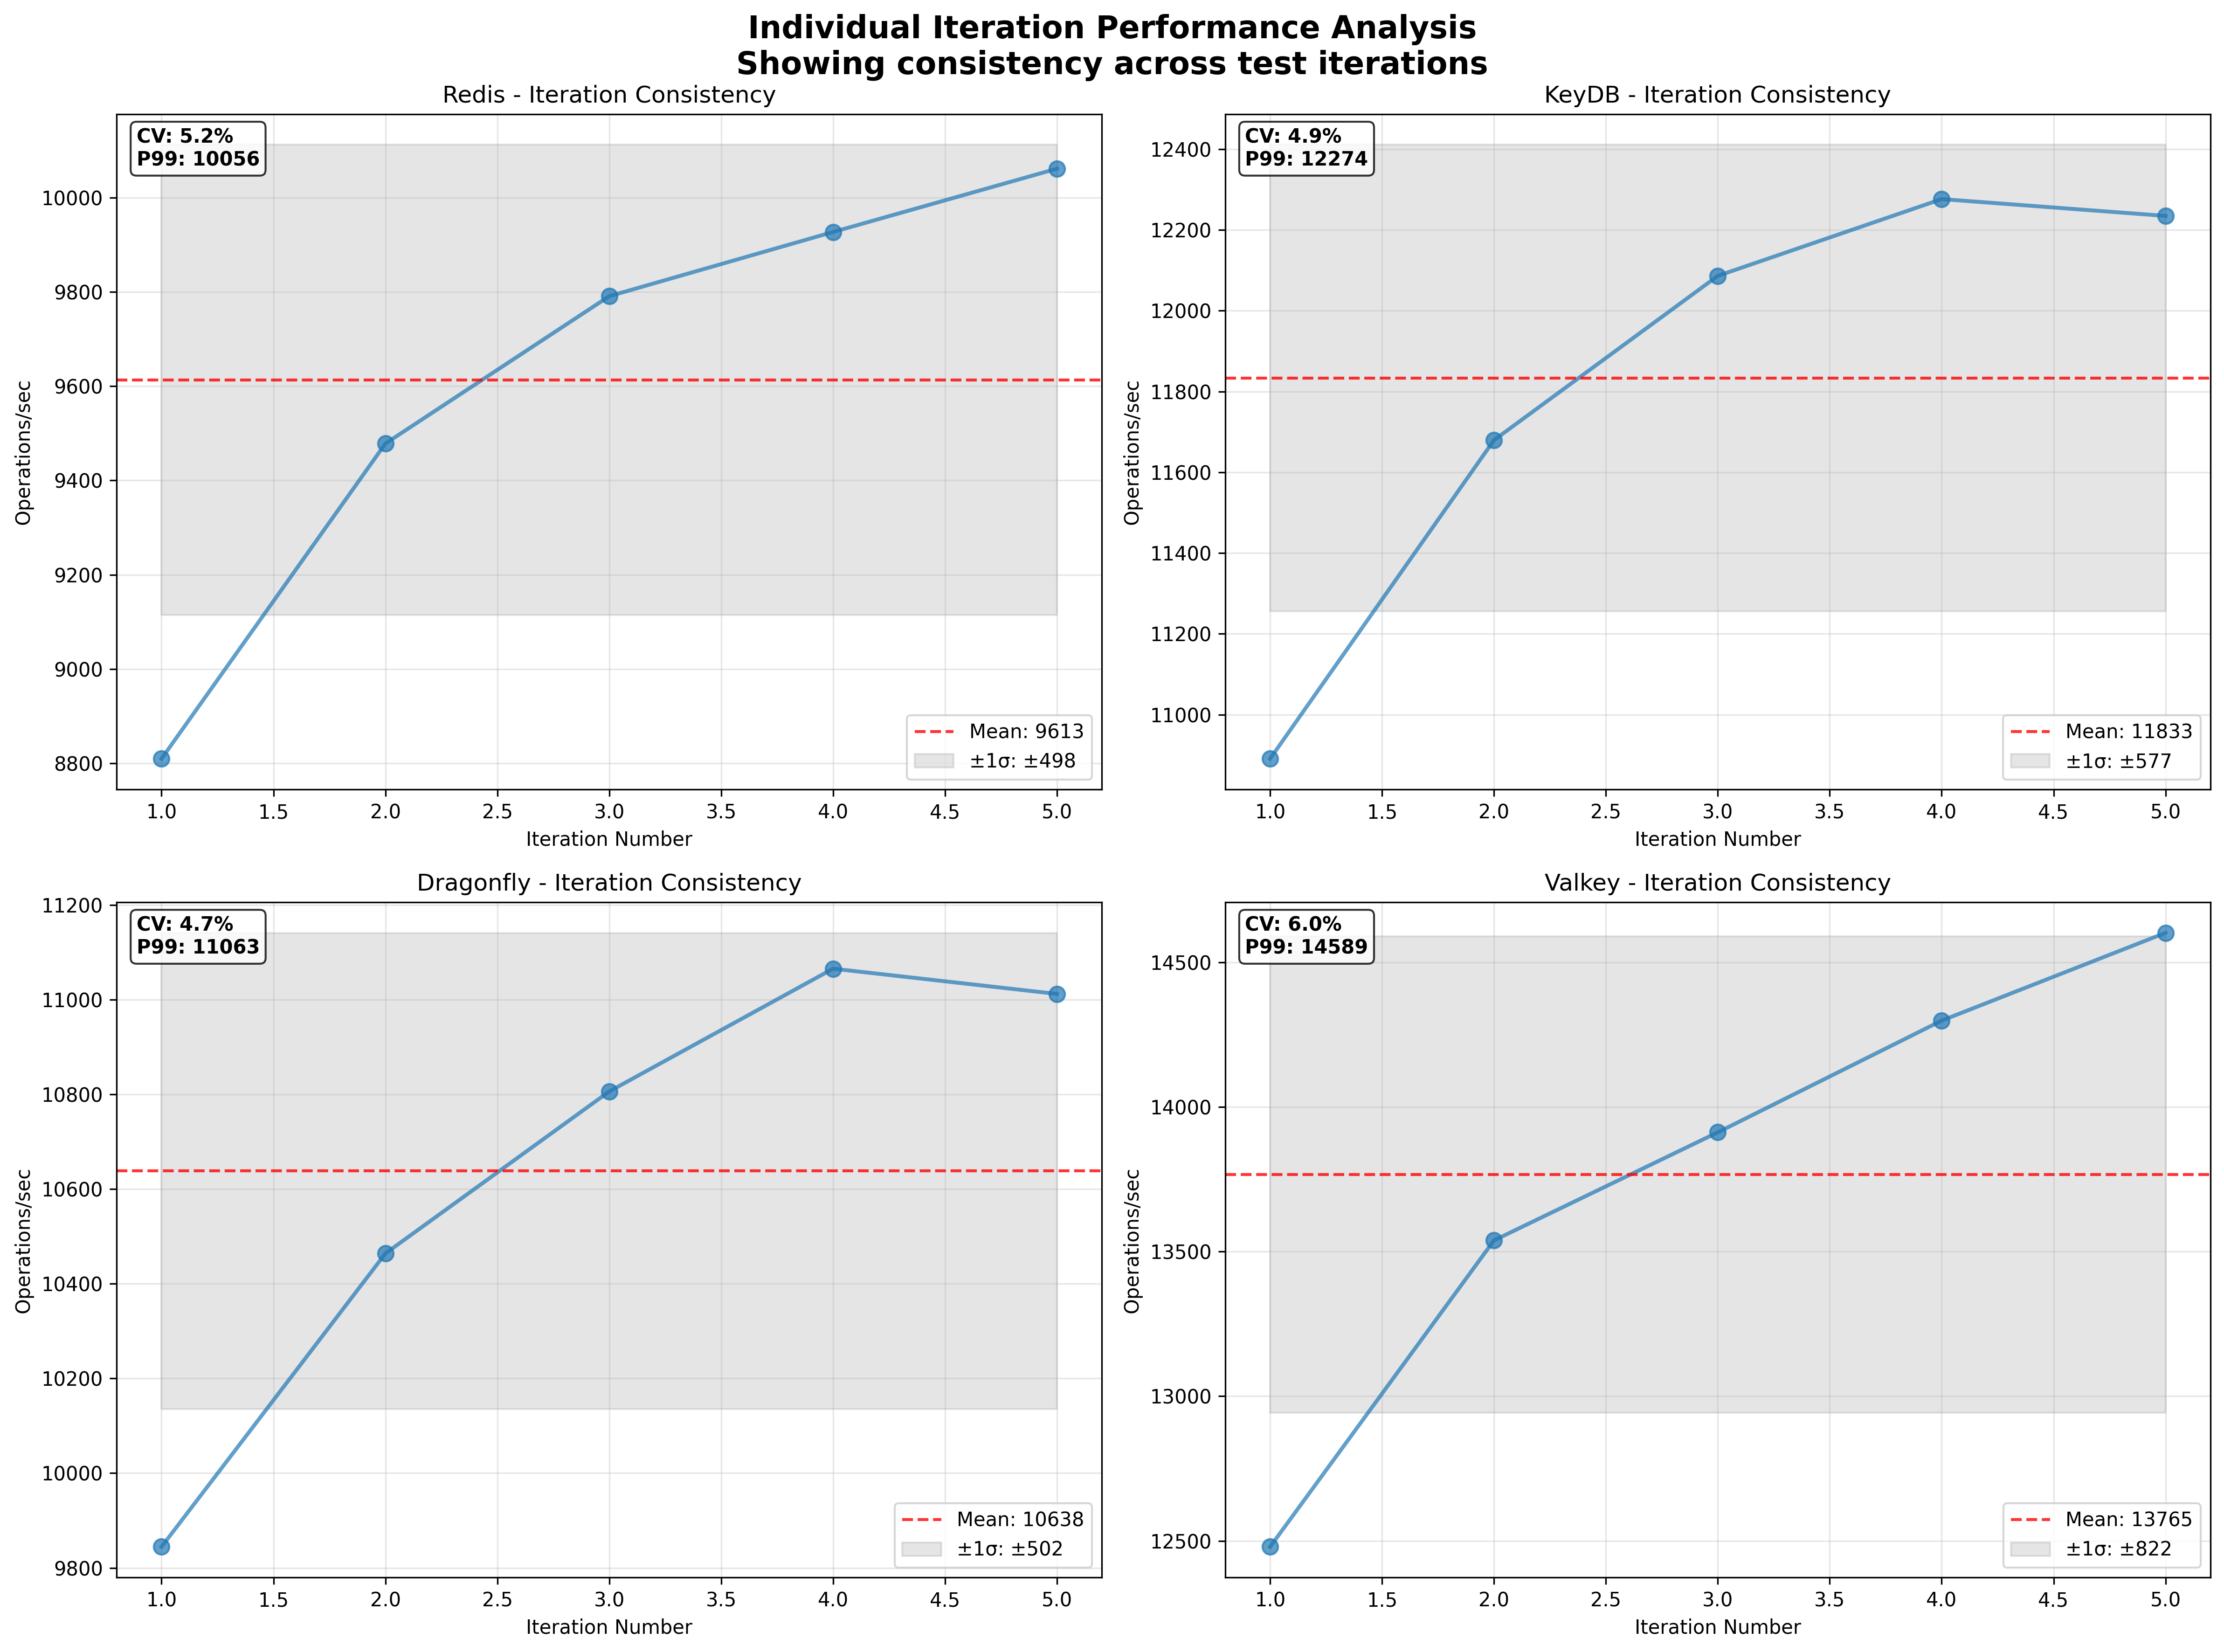 Individual Iteration Performance Analysis
Showing consistency across test iterations
Redis - Iteration Consistency
CV: 5.2%
P99: 10056
10000
9800
9600
9400
9200
9000
8800
Operations/sec
Mean: 9613
±1σ: ±498
1.0 1.5 2.0 2.5 3.0 3.5 4.0 4.5 5.0
Iteration Number
KeyDB - Iteration Consistency
CV: 4.9%
P99: 12274
12400
12200
12000
11800
11600
11400
11200
11000
Operations/sec
Mean: 11833
±1σ: ±577
1.0 1.5 2.0 2.5 3.0 3.5 4.0 4.5 5.0
Iteration Number
Dragonfly - Iteration Consistency
CV: 4.7%
P99: 11063
11200
11000
10800
10600
10400
10200
10000
9800
Operations/sec
Mean: 10638
±1σ: ±502
1.0 1.5 2.0 2.5 3.0 3.5 4.0 4.5 5.0
Iteration Number
Valkey - Iteration Consistency
CV: 6.0%
P99: 14589
14500
14000
13500
13000
12500
Operations/sec
Mean: 13765
±1σ: ±822
1.0 1.5 2.0 2.5 3.0 3.5 4.0 4.5 5.0
Iteration Number